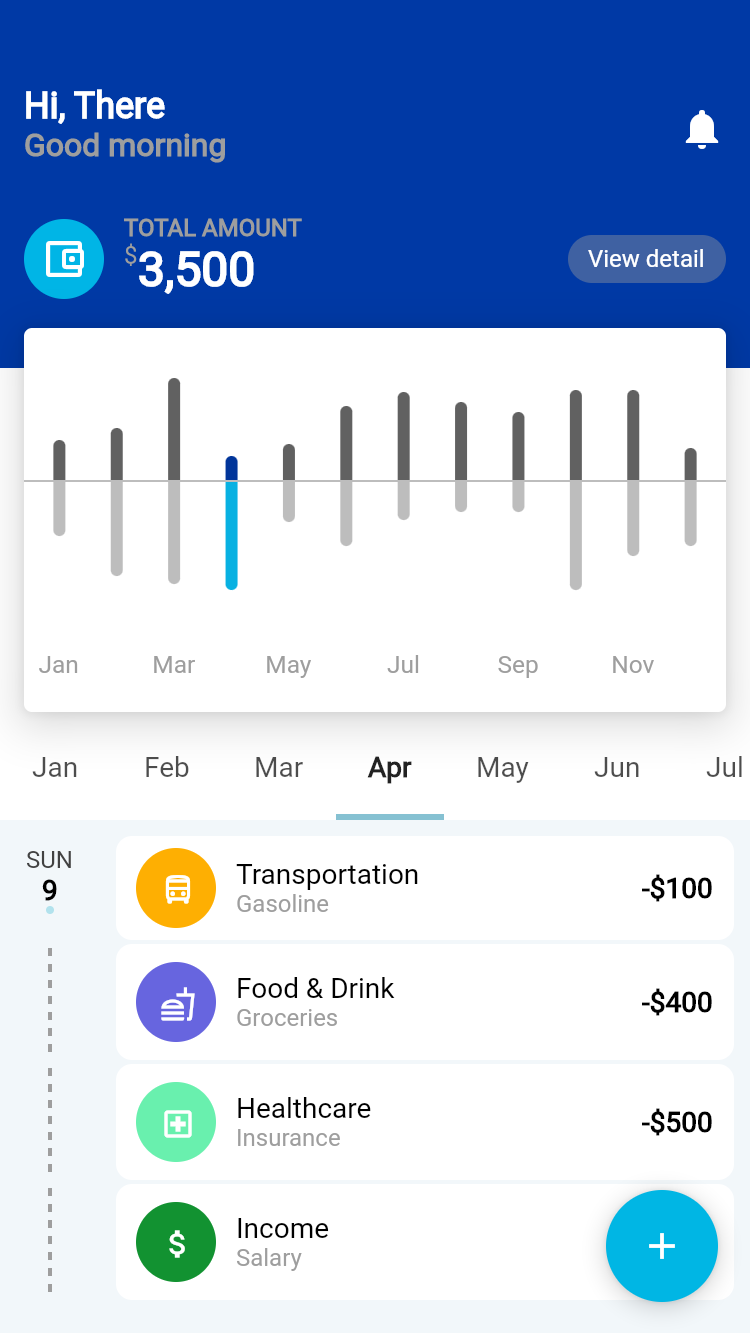 Hi, There
Good morning
TOTAL AMOUNT
$3,500
View detail
Jan Mar May Jul Sep Nov
Jan Feb Mar Apr May Jun Jul
SUN
9
Transportation
Gasoline
-$100
Food & Drink
Groceries
-$400
Healthcare
Insurance
-$500
$
Income
Salary
+